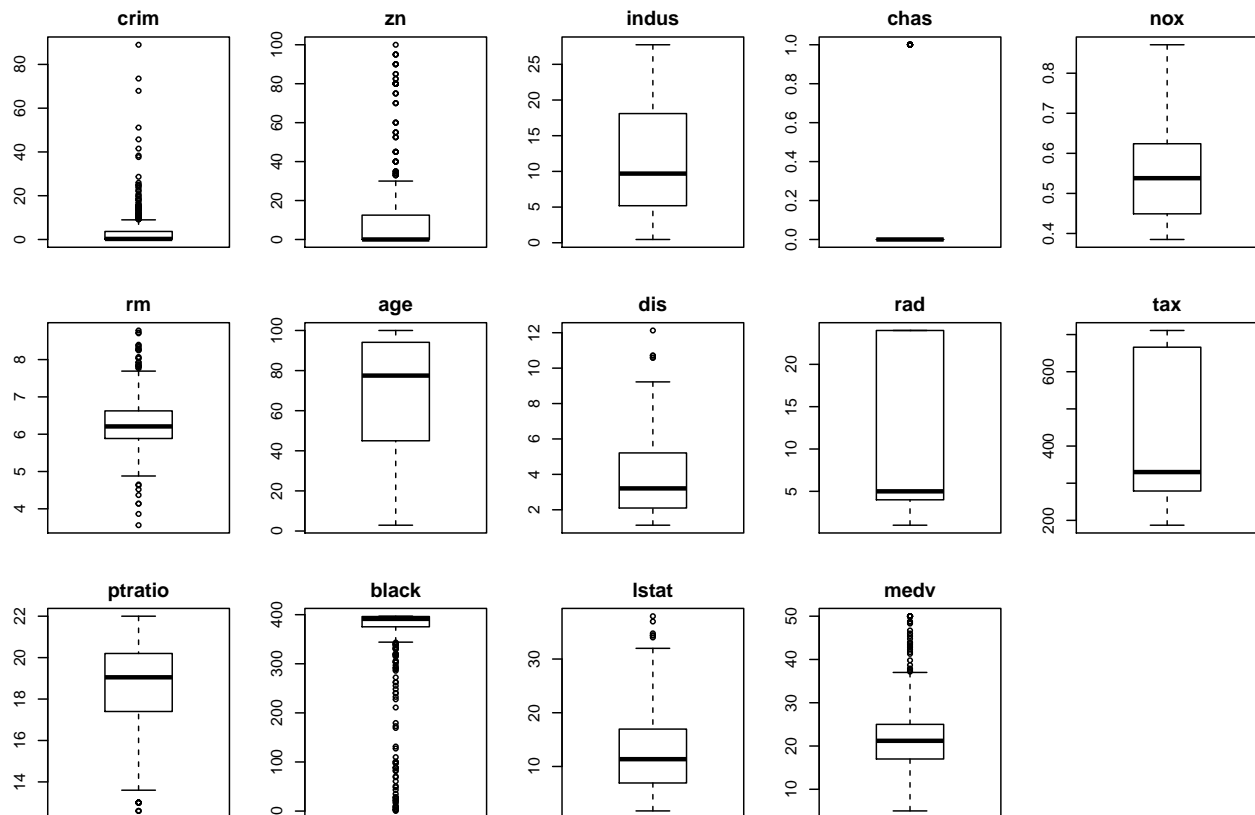 crim zn indus chas nox
0 20 40 60 80
0 20 40 60 80 100
0 5 10 15 20 25
0.0 0.2 0.4 0.6 0.8 1.0
0.4 0.5 0.6 0.7 0.8
rm age dis rad tax
4 5 6 7 8
0 20 40 60 80 100
2 4 6 8 10 12
5 10 15 20
200 400 600
ptratio black lstat medv
14 16 18 20 22
0 100 200 300 400
10 20 30
10 20 30 40 50